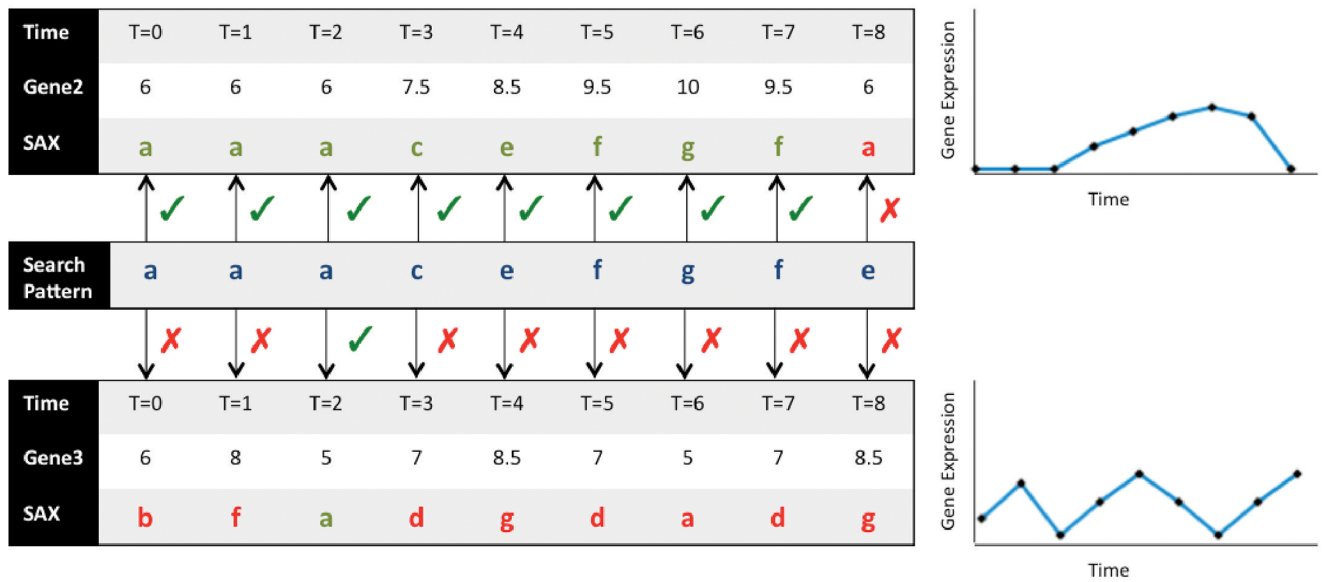 Time T=0 T=1 T=2 T=3 T=4 T=5 T=6 T=7 T=8
Gene2 6 6 6 7.5 8.5 9.5 10 9.5 6
SAX a a a c e f g f a
Gene Expression
Time
Search
Pattern
a a a c e f g f e
Time T=0 T=1 T=2 T=3 T=4 T=5 T=6 T=7 T=8
Gene3 6 8 5 7 8.5 7 5 7 8.5
SAX b f a d g d a d g
Gene Expression
Time